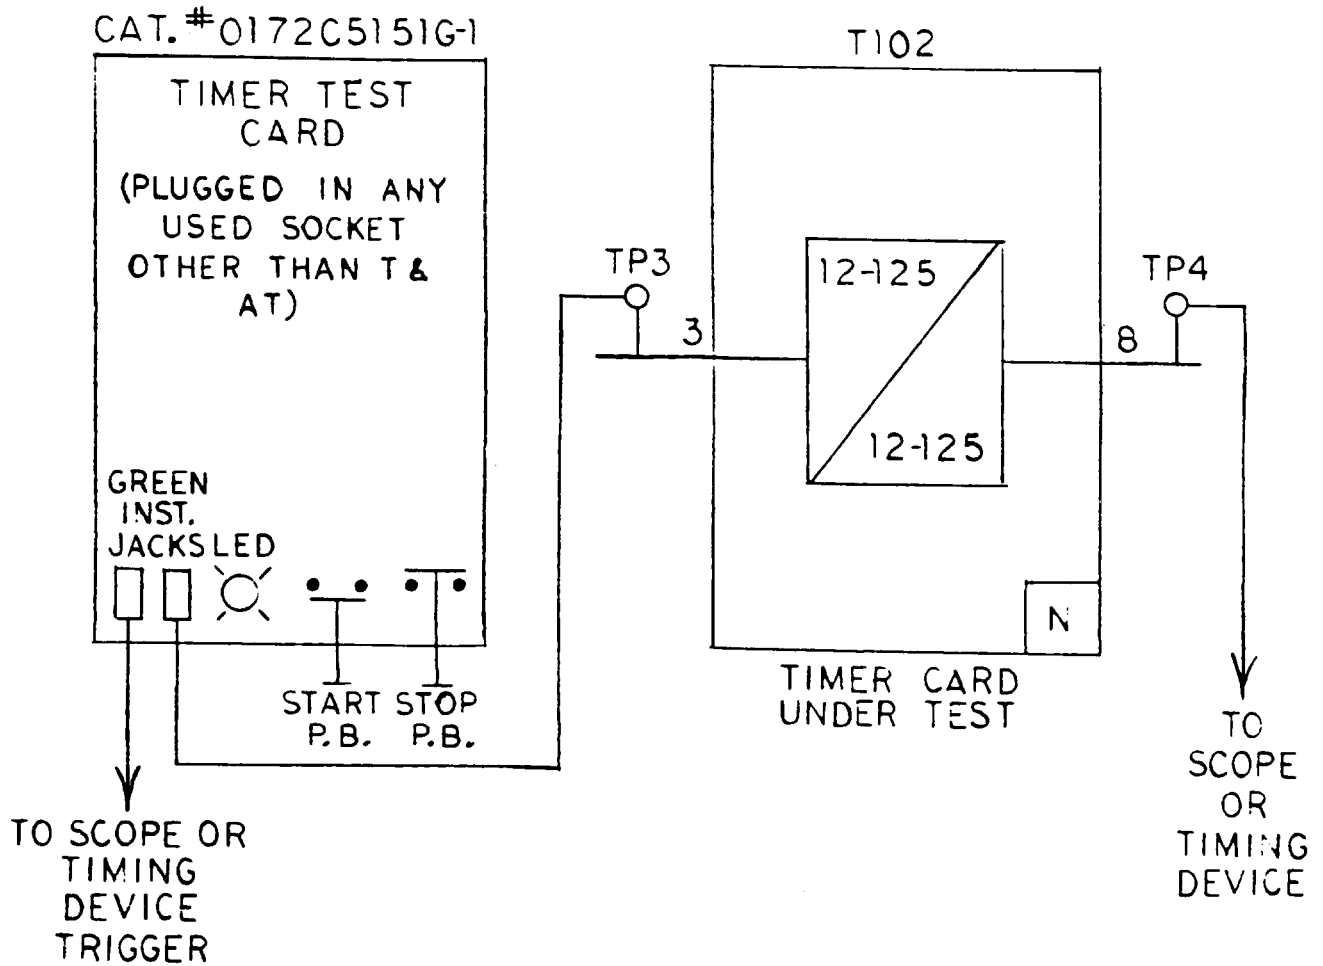 CAT. #0172C5151G-1
TIMER TEST
CARD
(PLUGGED IN ANY
USED SOCKET
OTHER THAN T &
AT)
GREEN
INST.
JACKS LED
START STOP
P.B. P.B.
TO SCOPE OR
TIMING
DEVICE
TRIGGER
T102
TP3
3
12-125
12-125
8
TP4
N
TIMER CARD
UNDER TEST
TO
SCOPE
OR
TIMING
DEVICE